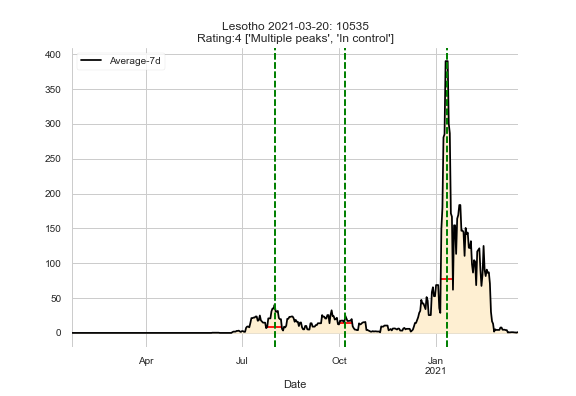 Lesotho 2021-03-20: 10535
Rating:4 ['Multiple peaks', 'In control']
Average-7d
400
350
300
250
200
150
100
50
0
Apr
Jul
Oct
Jan
2021
Date